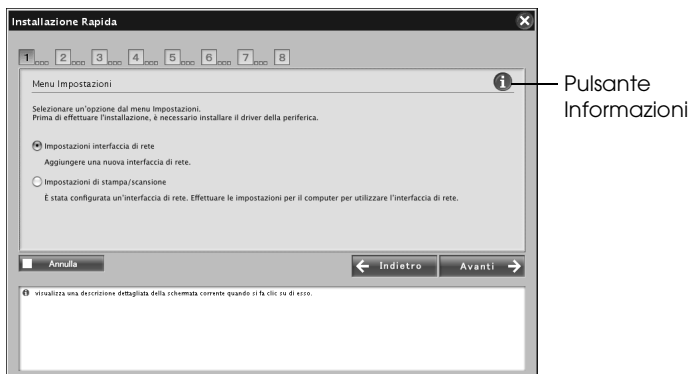 Installazione Rapida
1 2 3 4 5 6 7 8
Menu Impostazioni
Pulsante
Informazioni
Selezionare un'opzione dal menu Impostazioni.
Prima di effettuare l'installazione, è necessario installare il driver della periferica.
Impostazioni interfaccia di rete
Aggiungere una nuova interfaccia di rete.
Impostazioni di stampa/scansione
È stata configurata un'interfaccia di rete. Effettuare le impostazioni per il computer per utilizzare l'interfaccia di rete.
Annulla
Indietro
Avanti
visualizza una descrizione dettagliata della schermata corrente quando si fa clic su di esso.